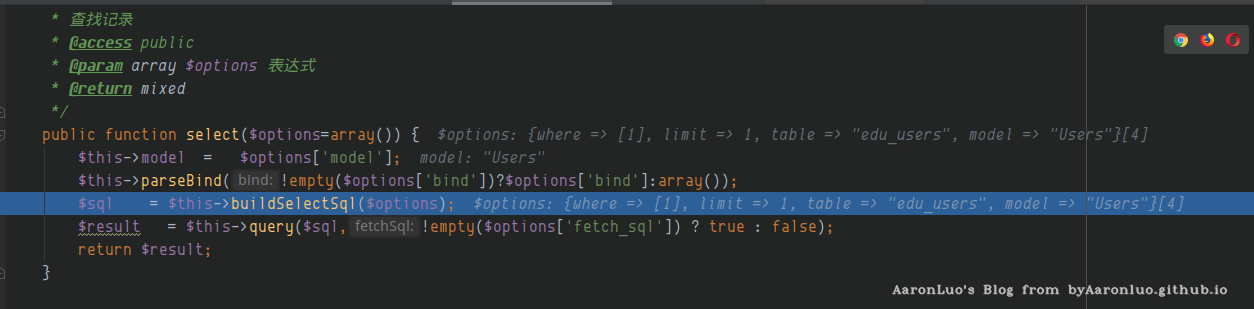 * 查找记录
* @access public
* @param array $options 表达式
* @return mixed
*/
public function select($options=array()) { $options: {where => [1], limit => 1, table => "edu_users", model => "Users"}[4]
$this->model = $options['model']; model: "Users"
$this->parseBind( bind: !empty($options['bind'])?$options['bind']:array());
$sql = $this->buildSelectSql($options); $options: {where => [1], limit => 1, table => "edu_users", model => "Users"}[4]
$result = $this->query($sql, fetchSql: !empty($options['fetch_sql']) ? true : false);
return $result;
}
AaronLuo's Blog from byAaronluo.github.io